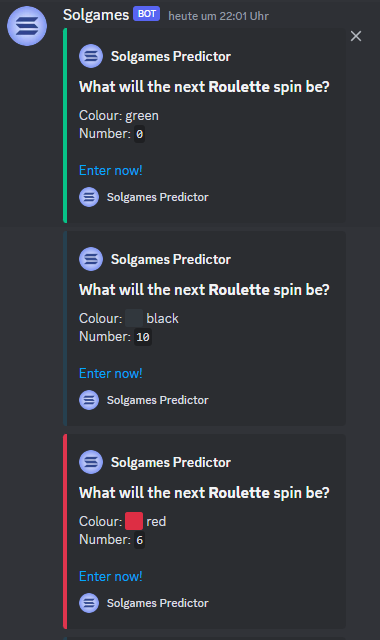 Solgames BOT heute um 22:01 Uhr
Solgames Predictor
What will the next Roulette spin be?
Colour: green
Number: 0
Enter now!
Solgames Predictor
Solgames Predictor
What will the next Roulette spin be?
Colour: black
Number: 10
Enter now!
Solgames Predictor
Solgames Predictor
What will the next Roulette spin be?
Colour: red
Number: 6
Enter now!
Solgames Predictor